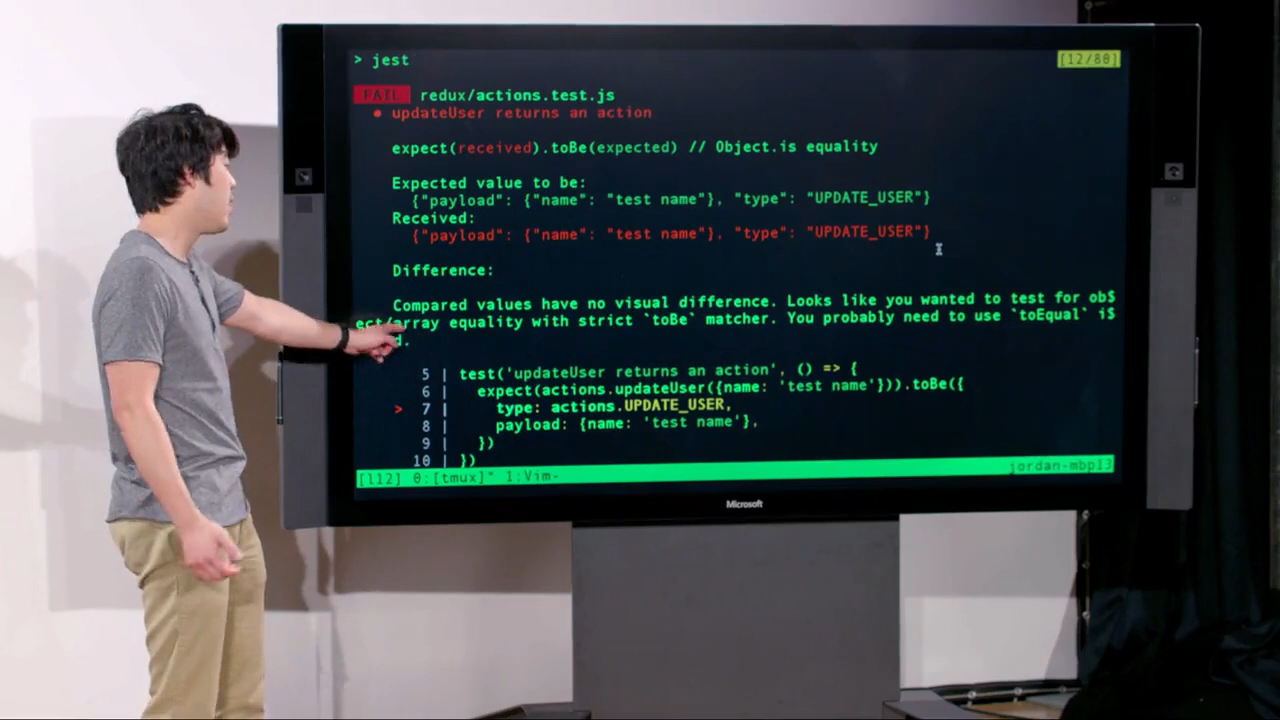 > jest
[12/80]
FAIL redux/actions.test.js
• updateUser returns an action
expect(received).toBe(expected) // Object.is equality
Expected value to be:
{"payload": {"name": "test name"}, "type": "UPDATE_USER"}
Received:
{"payload": {"name": "test name"}, "type": "UPDATE_USER"}
Difference:
Compared values have no visual difference. Looks like you wanted to test for ob$
ect/array equality with strict `toBe` matcher. You probably need to use `toEqual` i$
d.
5 | test('updateUser returns an action', () => {
6 | expect(actions.updateUser({name: 'test name'})).toBe({
> 7 | type: actions.UPDATE_USER,
8 | payload: {name: 'test name'},
9 | })
10 | })
[l12] 0:[tmux]* 1:Vim-
jordan-mbp13
Microsoft